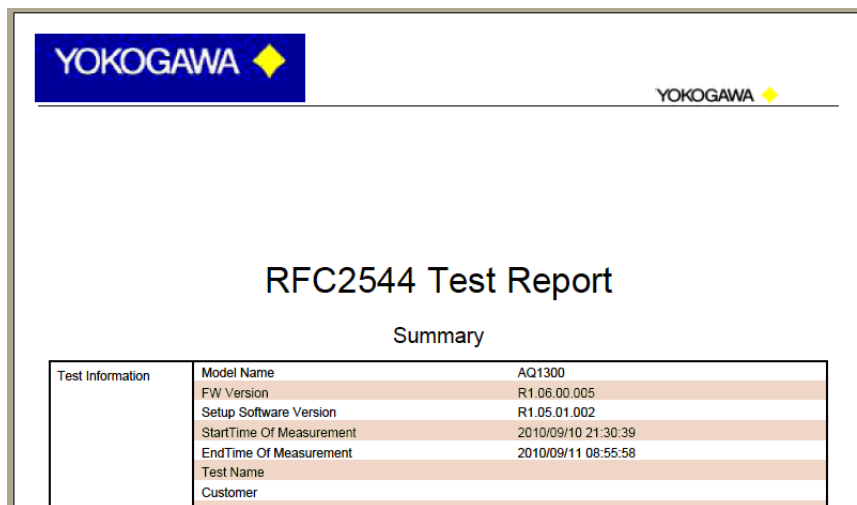 YOKOGAWA
YOKOGAWA
RFC2544 Test Report
Summary
Test Information Model Name AQ1300
FW Version R1.06.00.005
Setup Software Version R1.05.01.002
StartTime Of Measurement 2010/09/10 21:30:39
EndTime Of Measurement 2010/09/11 08:55:58
Test Name
Customer